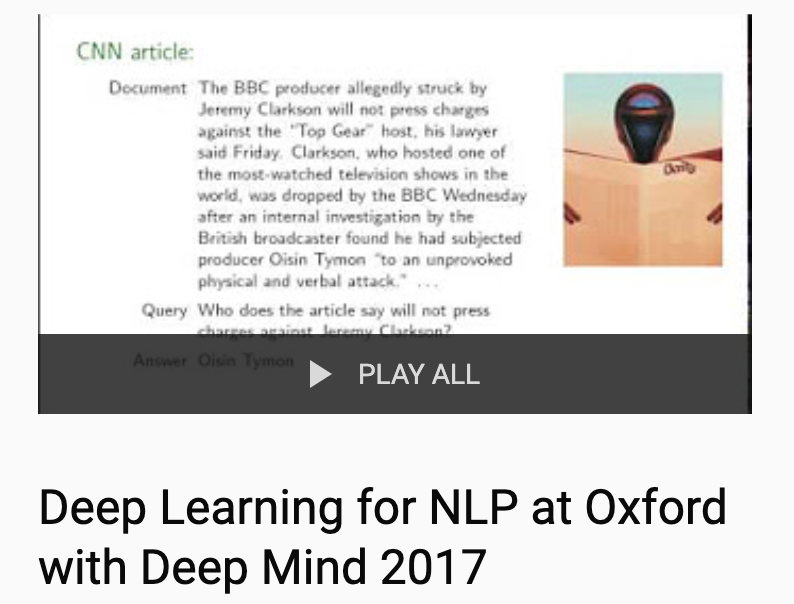 CNN article:
Document The BBC producer allegedly struck by
Jeremy Clarkson will not press charges
against the "Top Gear" host, his lawyer
said Friday. Clarkson, who hosted one of
the most-watched television shows in the
world, was dropped by the BBC Wednesday
after an internal investigation by the
British broadcaster found he had subjected
producer Oisin Tymon "to an unprovoked
physical and verbal attack." ...
Query Who does the article say will not press
charges against Jeremy Clarkson?
Answer Oisin Tymon
PLAY ALL
Deep Learning for NLP at Oxford
with Deep Mind 2017